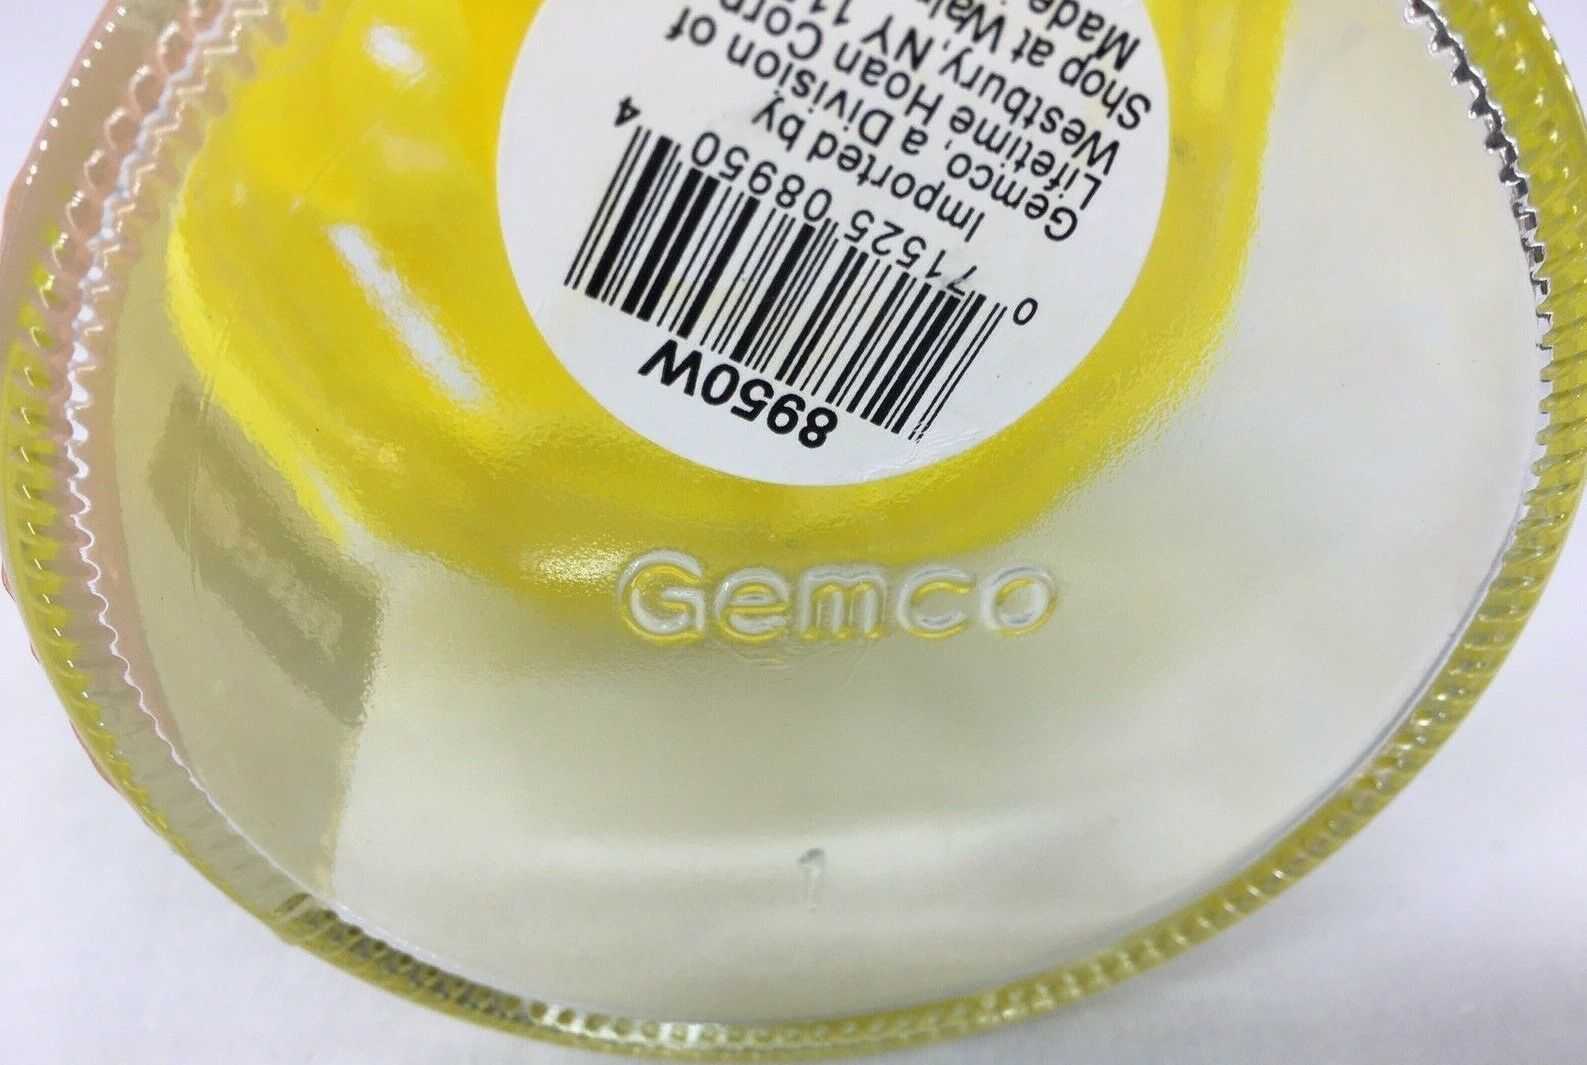 8950W
0 71525 08950 4
Imported by
Gemco, a Division of
Lifetime Hoan Corp
Westbury, NY
Shop at
Made
Gemco
1